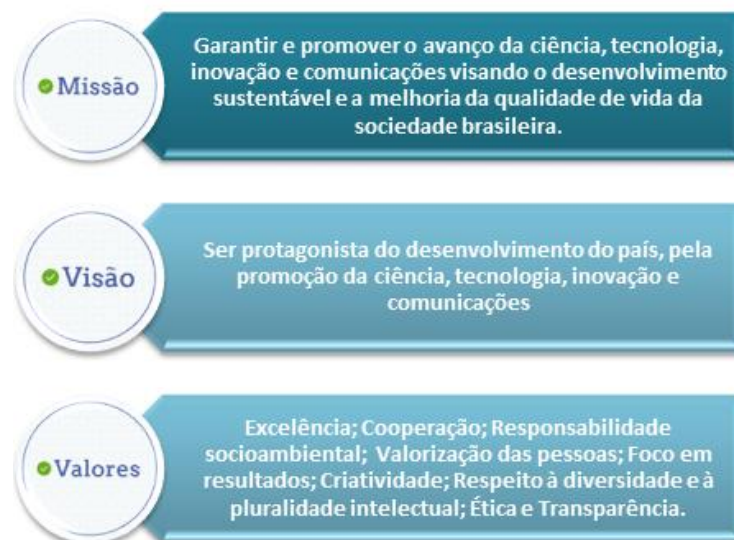 Missão
Garantir e promover o avanço da ciência, tecnologia,
inovação e comunicações visando o desenvolvimento
sustentável e a melhoria da qualidade de vida da
sociedade brasileira.
Visão
Ser protagonista do desenvolvimento do país, pela
promoção da ciência, tecnologia, inovação e
comunicações
Valores
Excelência; Cooperação; Responsabilidade
socioambiental; Valorização das pessoas; Foco em
resultados; Criatividade; Respeito à diversidade e à
pluralidade intelectual; Ética e Transparência.